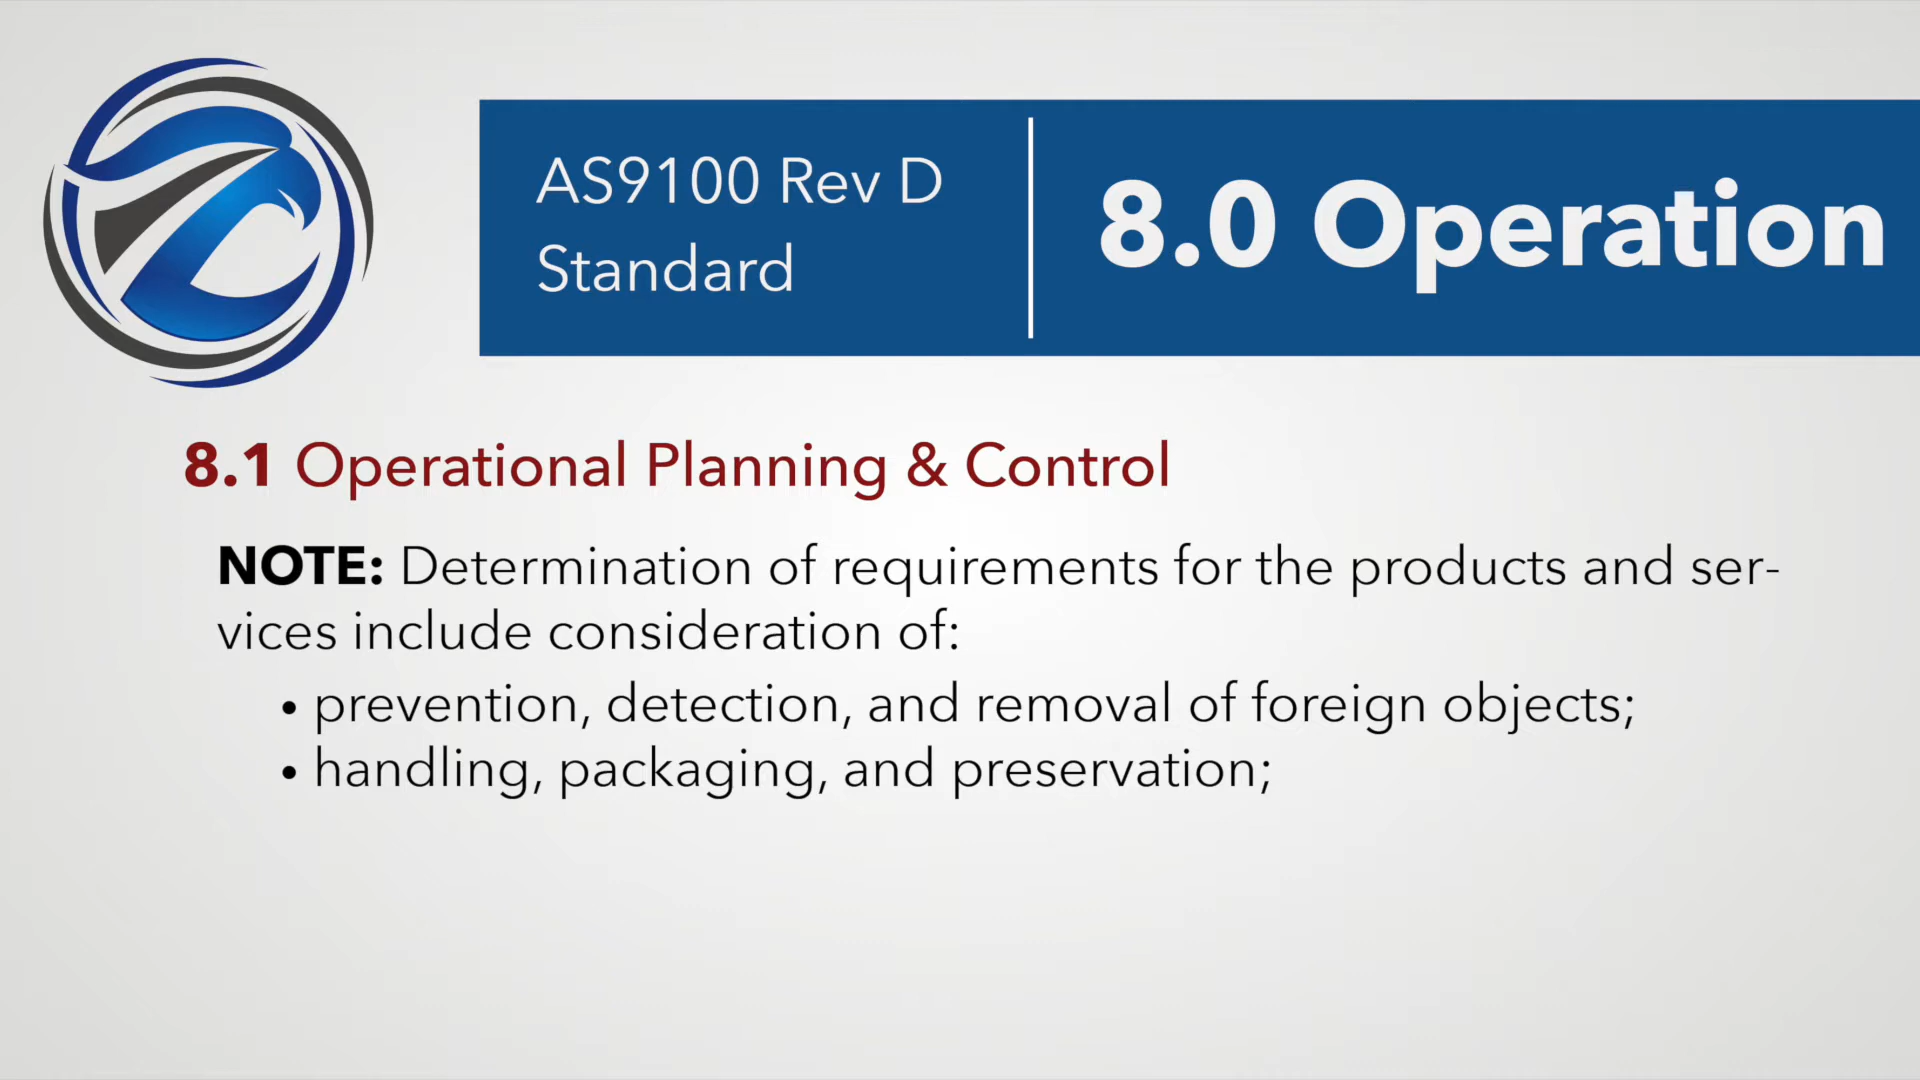 AS9100 Rev D
Standard
8.0 Operation
8.1 Operational Planning & Control
NOTE: Determination of requirements for the products and ser-
vices include consideration of:
• prevention, detection, and removal of foreign objects;
• handling, packaging, and preservation;